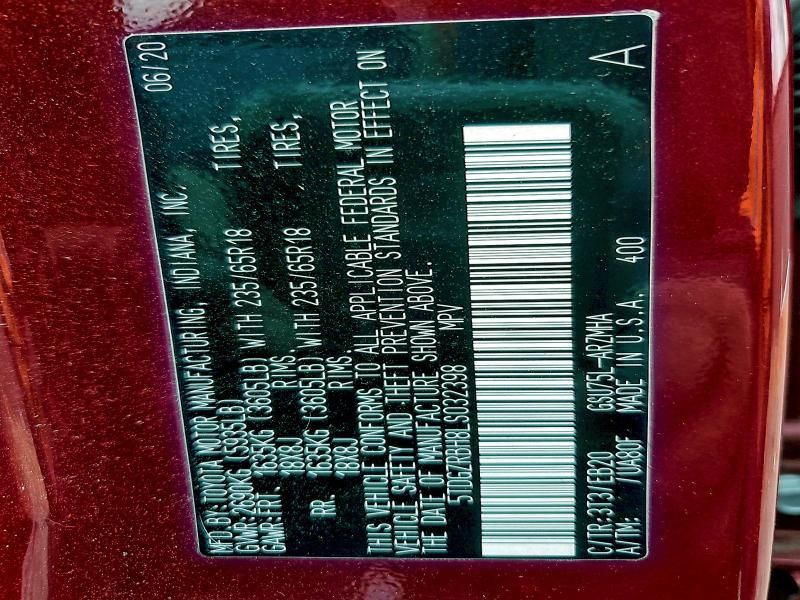 MFD.BY:TOYOTA MOTOR MANUFACTURING, INDIANA, INC. 06/20
GVWR:2690KG (5935LB)
GAWR:FRT. 1635KG (3605LB) WITH 235/65R18 TIRES,
18X8J RIMS.
RR. 1635KG (3605LB) WITH 235/65R18 TIRES,
18X8J RIMS.
THIS VEHICLE CONFORMS TO ALL APPLICABLE FEDERAL MOTOR
VEHICLE SAFETY AND THEFT PREVENTION STANDARDS IN EFFECT ON
THE DATE OF MANUFACTURE SHOWN ABOVE.
MPV
C/TR:3T3/EB20 GSU75L-ARZMHA
A/TM: /UA80F MADE IN U.S.A. 400 A